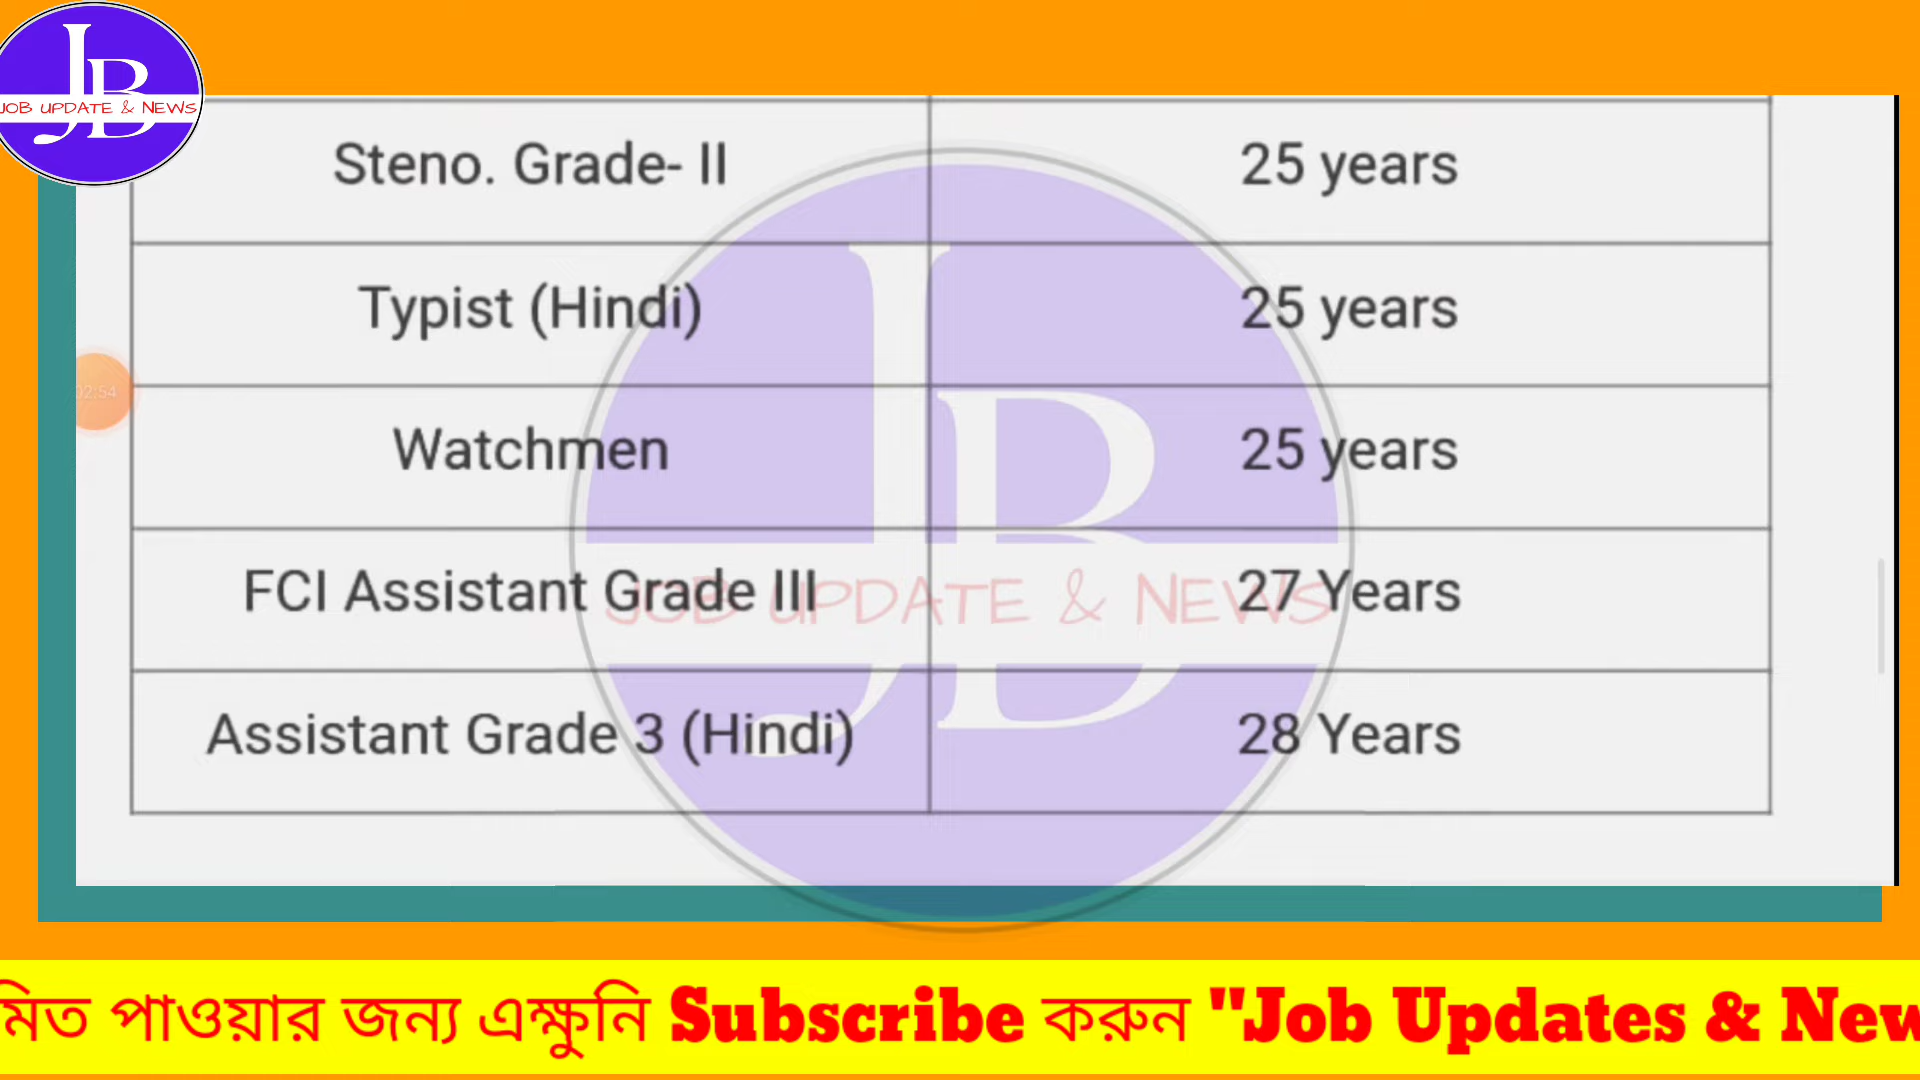 JOB UPDATE & NEWS
Steno. Grade- II 25 years
Typist (Hindi) 25 years
02:54
Watchmen 25 years
FCI Assistant Grade III 27 Years
JOB UPDATE & NEWS
Assistant Grade 3 (Hindi) 28 Years
মিত পাওয়ার জন্য এক্ষুনি Subscribe করুন "Job Updates & New